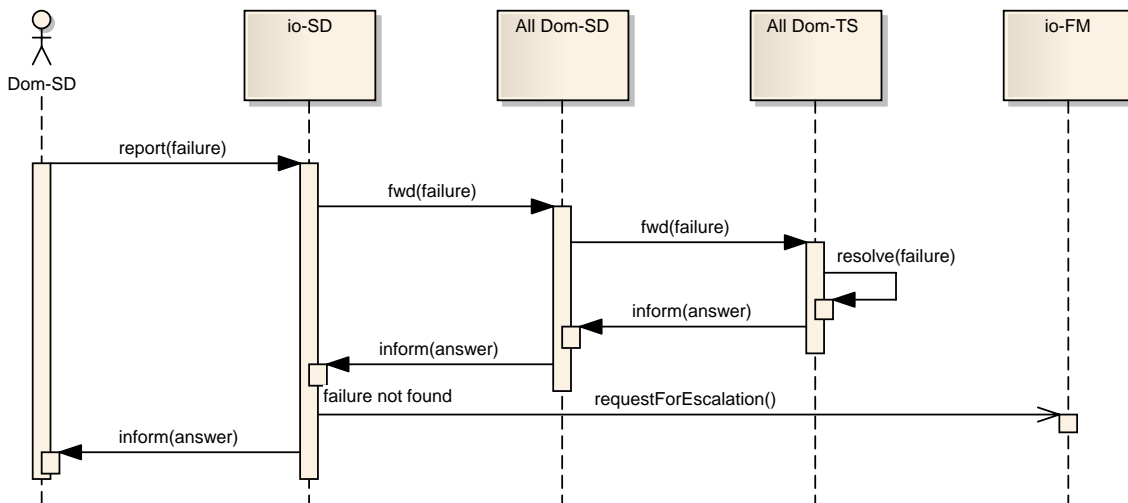 io-SD
All Dom-SD
All Dom-TS
io-FM
Dom-SD
report(failure)
fwd(failure)
fwd(failure)
resolve(failure)
inform(answer)
inform(answer)
failure not found
requestForEscalation()
inform(answer)